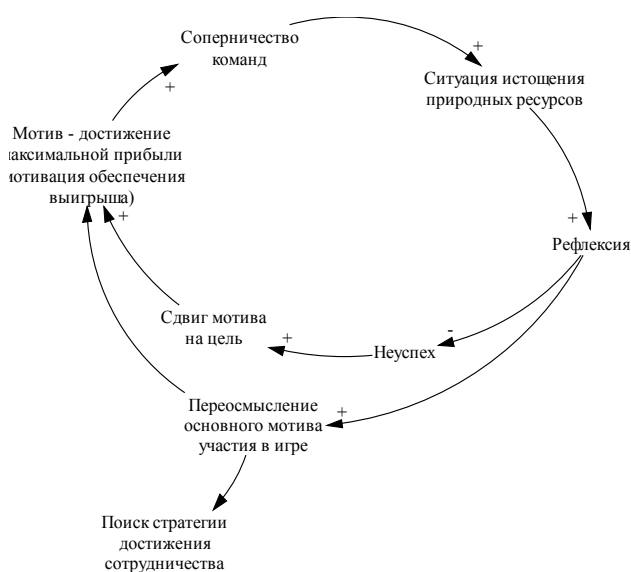 Соперничество
команд
+
+
Ситуация истощения
природных ресурсов
Мотив - достижение
аксимальной прибыли
мотивация обеспечения
выигрыша)
+
+
Рефлексия
Сдвиг мотива
на цель
+
-
Неуспех
Переосмысление
основного мотива
участия в игре
+
Поиск стратегии
достижения
сотрудничества